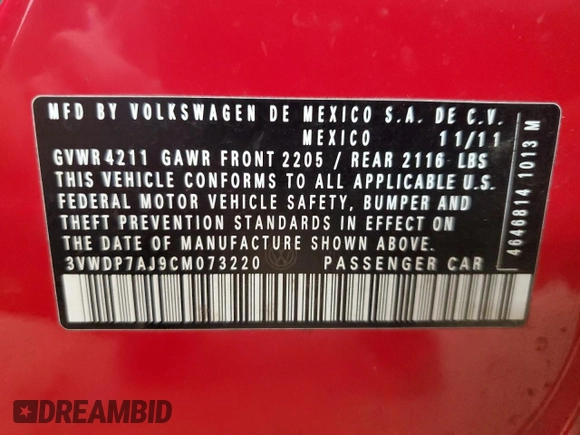 MFD BY VOLKSWAGEN DE MEXICO S.A. DE C.V.
MEXICO 11/11
GVWR 4211 GAWR FRONT 2205 / REAR 2116 LBS
THIS VEHICLE CONFORMS TO ALL APPLICABLE U.S.
FEDERAL MOTOR VEHICLE SAFETY, BUMPER AND
THEFT PREVENTION STANDARDS IN EFFECT ON
THE DATE OF MANUFACTURE SHOWN ABOVE.
3VWDP7AJ9CM073220 PASSENGER CAR
4646814 1013 M
DREAMBID